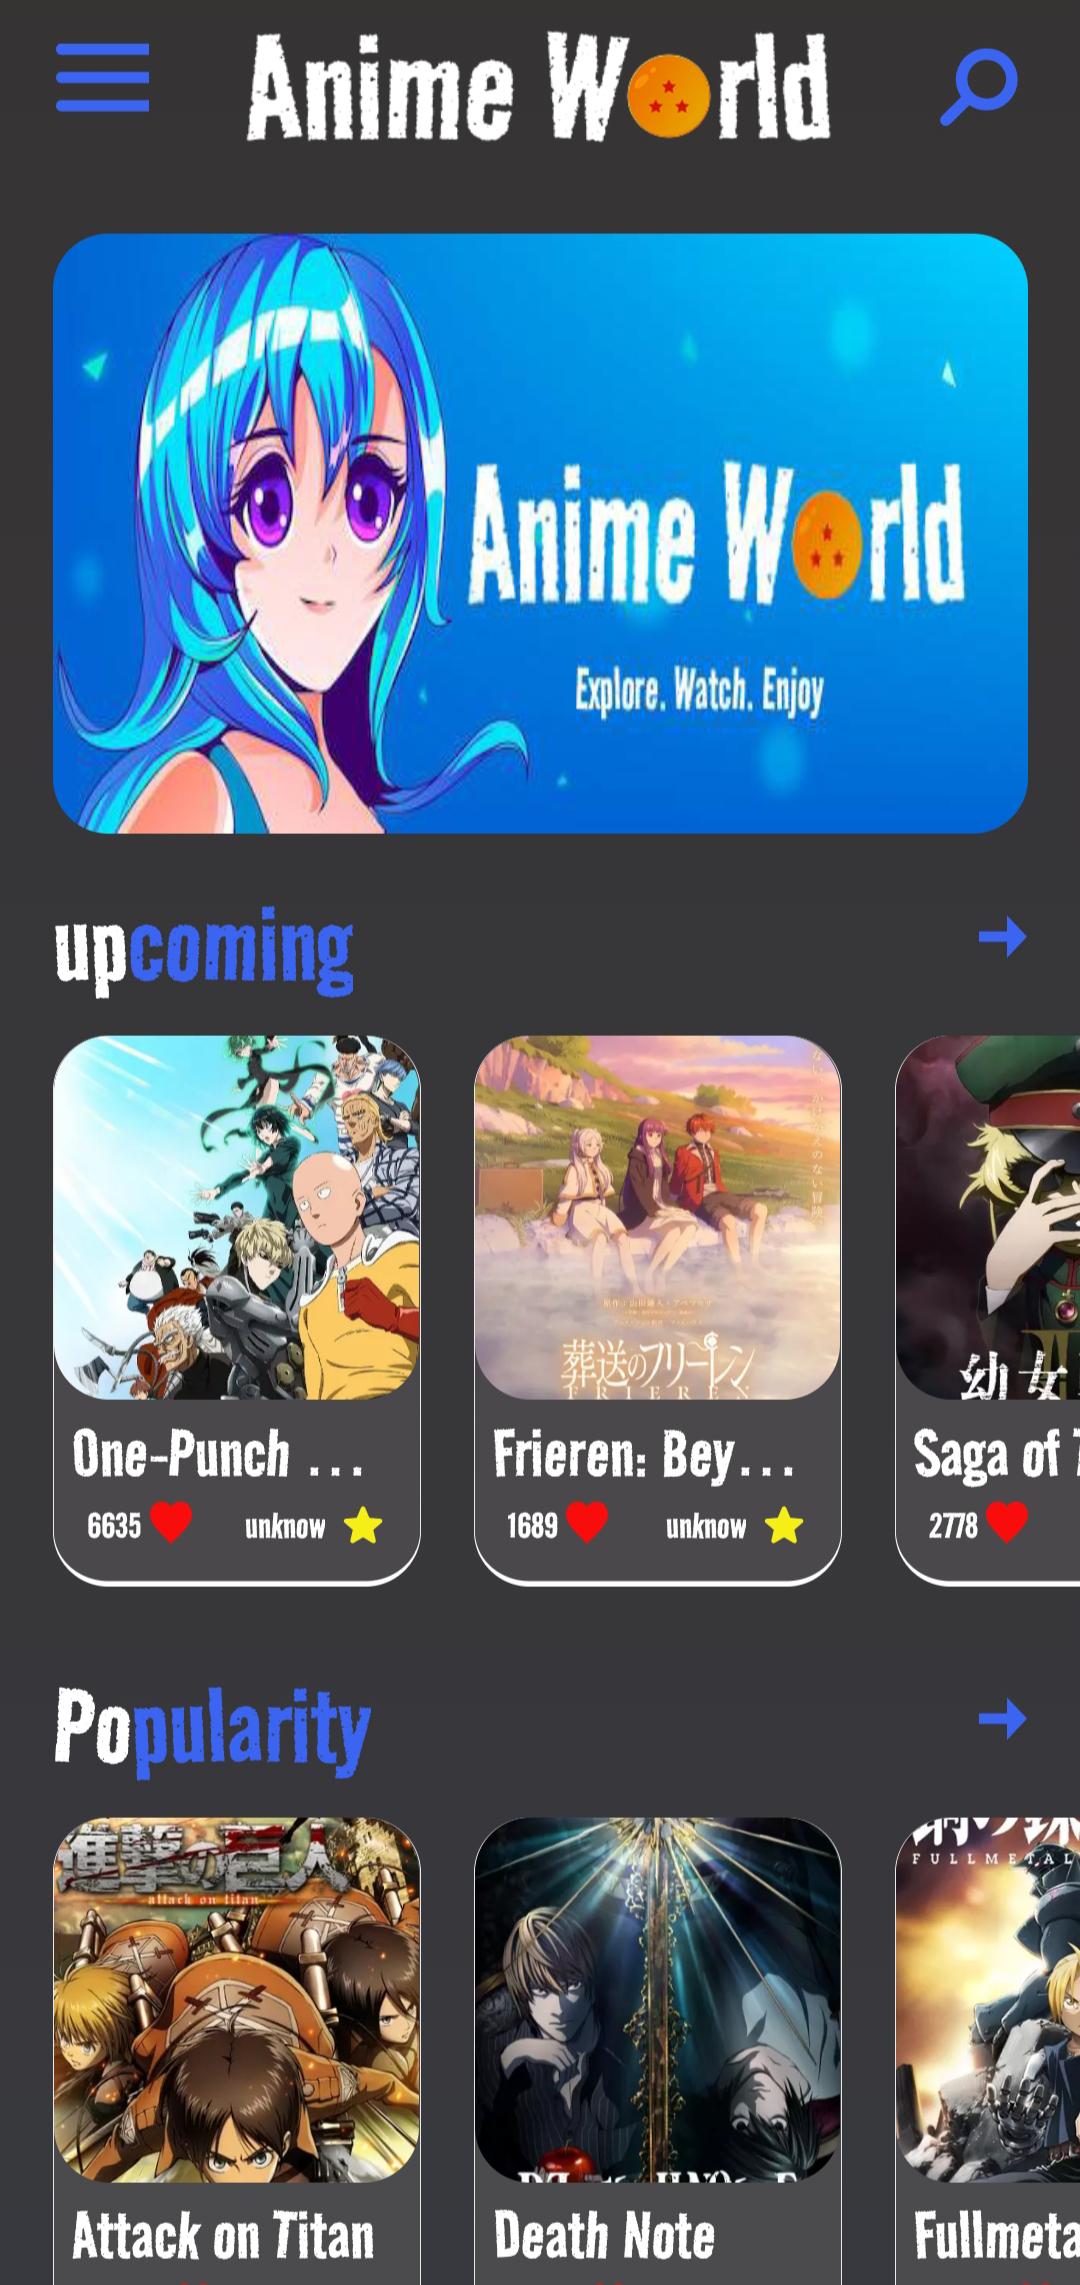 Anime World
Anime World
Explore. Watch. Enjoy
upcoming
葬送のフリーレン
FRIEREN
幼女
One-Punch ...
Frieren: Bey...
Saga of T
6635
unknow
1689
unknow
2778
Popularity
進撃の巨人
attack on titan
FULLMETAL
Attack on Titan
Death Note
Fullmeta